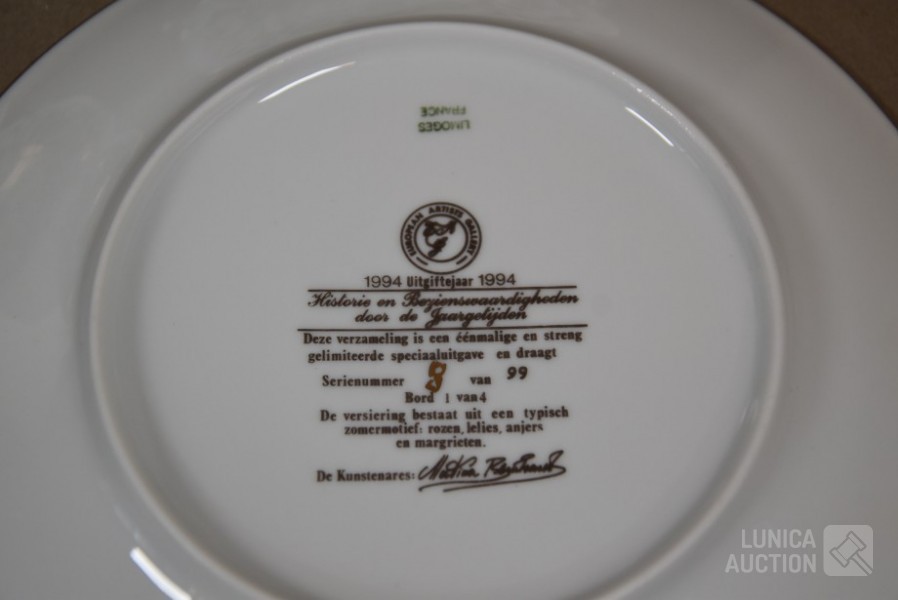 LIMOGES
FRANCE
EUROPEAN ARTISTS GALLERY
1994 Uitgiftejaar 1994
Historie en Bezienswaardigheden
door de Jaargetijden
Deze verzameling is een éénmalige en streng
gelimiteerde speciaaluitgave en draagt
Serienummer 8 van 99
Bord 1 van 4
De versiering bestaat uit een typisch
zomermotief: rozen, lelies, anjers
en margrieten.
De Kunstenares:
LUNICA
AUCTION